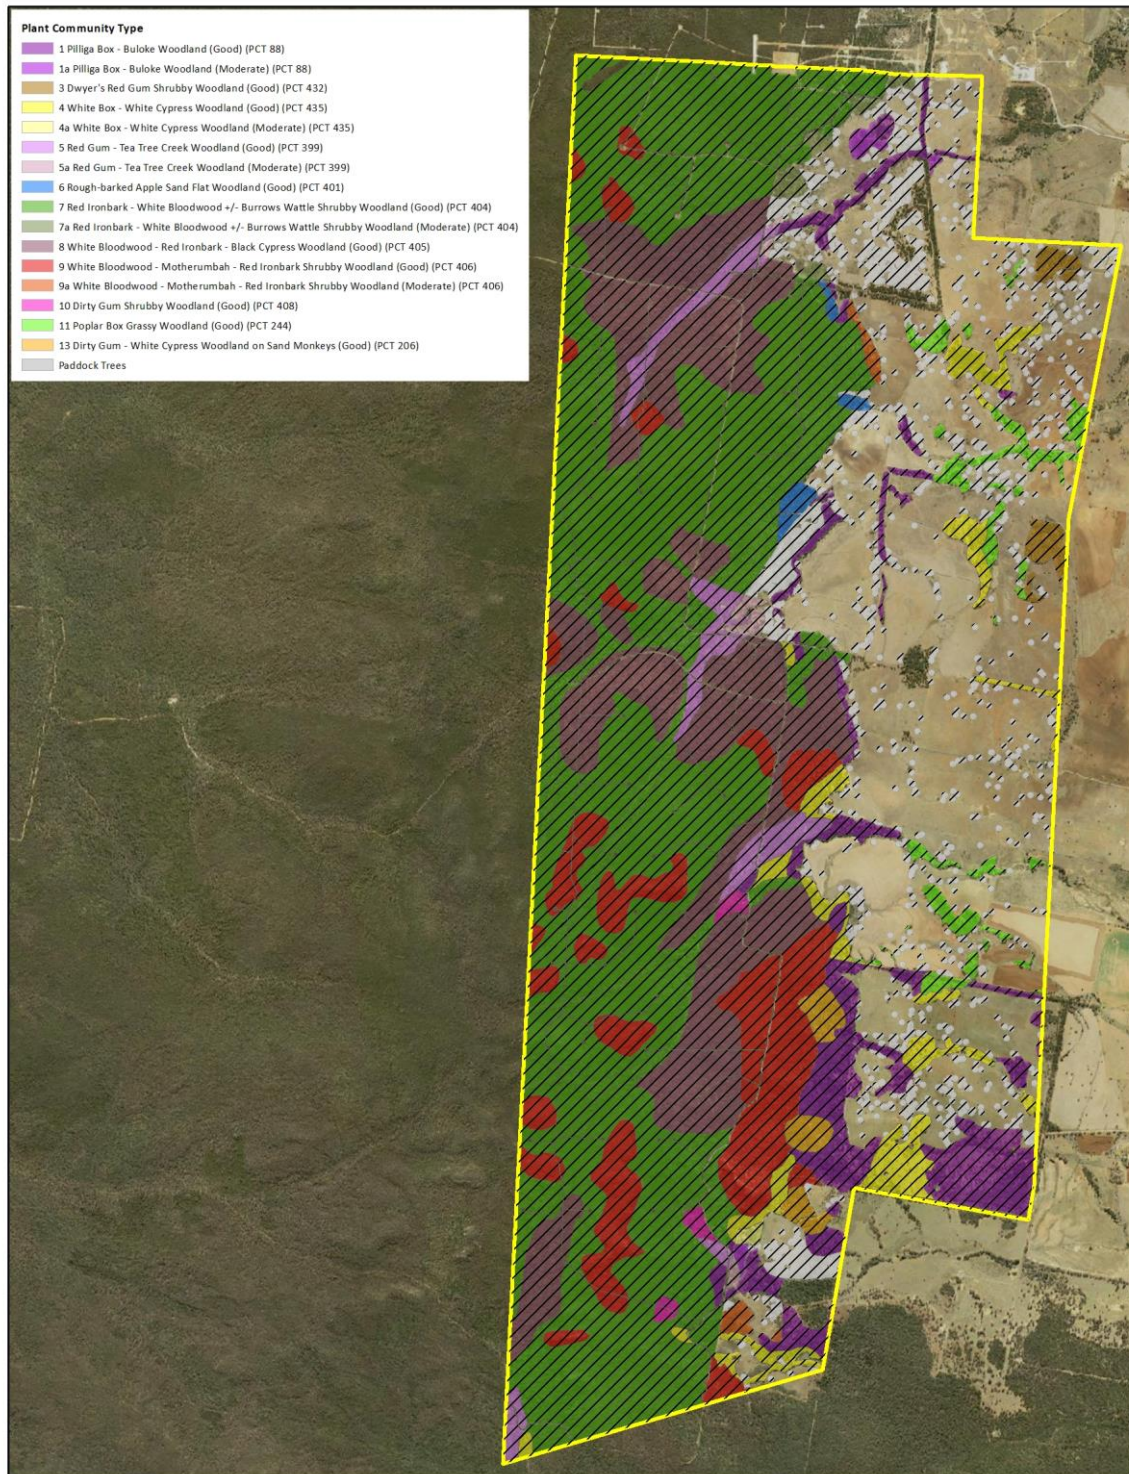 Plant Community Type
1 Pilliga Box - Buloke Woodland (Good) (PCT 88)
1a Pilliga Box - Buloke Woodland (Moderate) (PCT 88)
3 Dwyer's Red Gum Shrubby Woodland (Good) (PCT 432)
4 White Box - White Cypress Woodland (Good) (PCT 435)
4a White Box - White Cypress Woodland (Moderate) (PCT 435)
5 Red Gum - Tea Tree Creek Woodland (Good) (PCT 399)
5a Red Gum - Tea Tree Creek Woodland (Moderate) (PCT 399)
6 Rough-barked Apple Sand Flat Woodland (Good) (PCT 401)
7 Red Ironbark - White Bloodwood +/- Burrows Wattle Shrubby Woodland (Good) (PCT 404)
7a Red Ironbark - White Bloodwood +/- Burrows Wattle Shrubby Woodland (Moderate) (PCT 404)
8 White Bloodwood - Red Ironbark - Black Cypress Woodland (Good) (PCT 405)
9 White Bloodwood - Motherumbah - Red Ironbark Shrubby Woodland (Good) (PCT 406)
9a White Bloodwood - Motherumbah - Red Ironbark Shrubby Woodland (Moderate) (PCT 406)
10 Dirty Gum Shrubby Woodland (Good) (PCT 408)
11 Poplar Box Grassy Woodland (Good) (PCT 244)
13 Dirty Gum - White Cypress Woodland on Sand Monkeys (Good) (PCT 206)
Paddock Trees